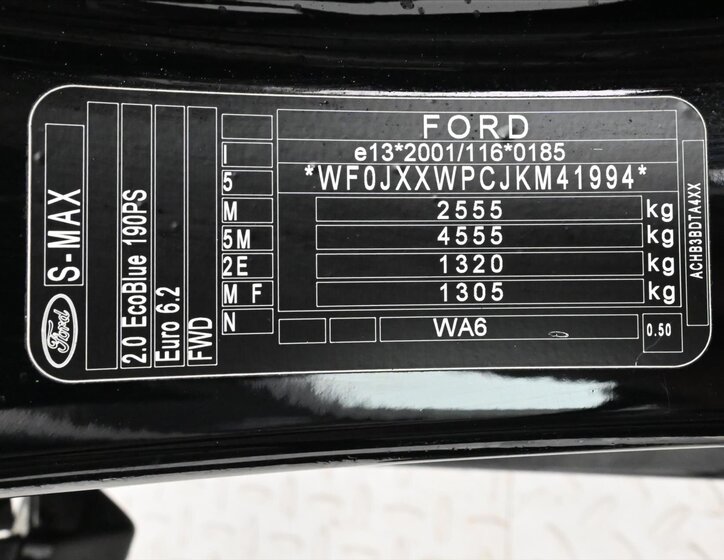 FORD
e13*2001/116*0185
*WF0JXXWPCJKM41994*
2555 kg
4555 kg
1320 kg
1305 kg
WA6
0.50
I
5
M
5M
2E
M F
N
S-MAX
Ford
2.0 EcoBlue 190PS
Euro 6.2
FWD
ACHB3BDTA4XX